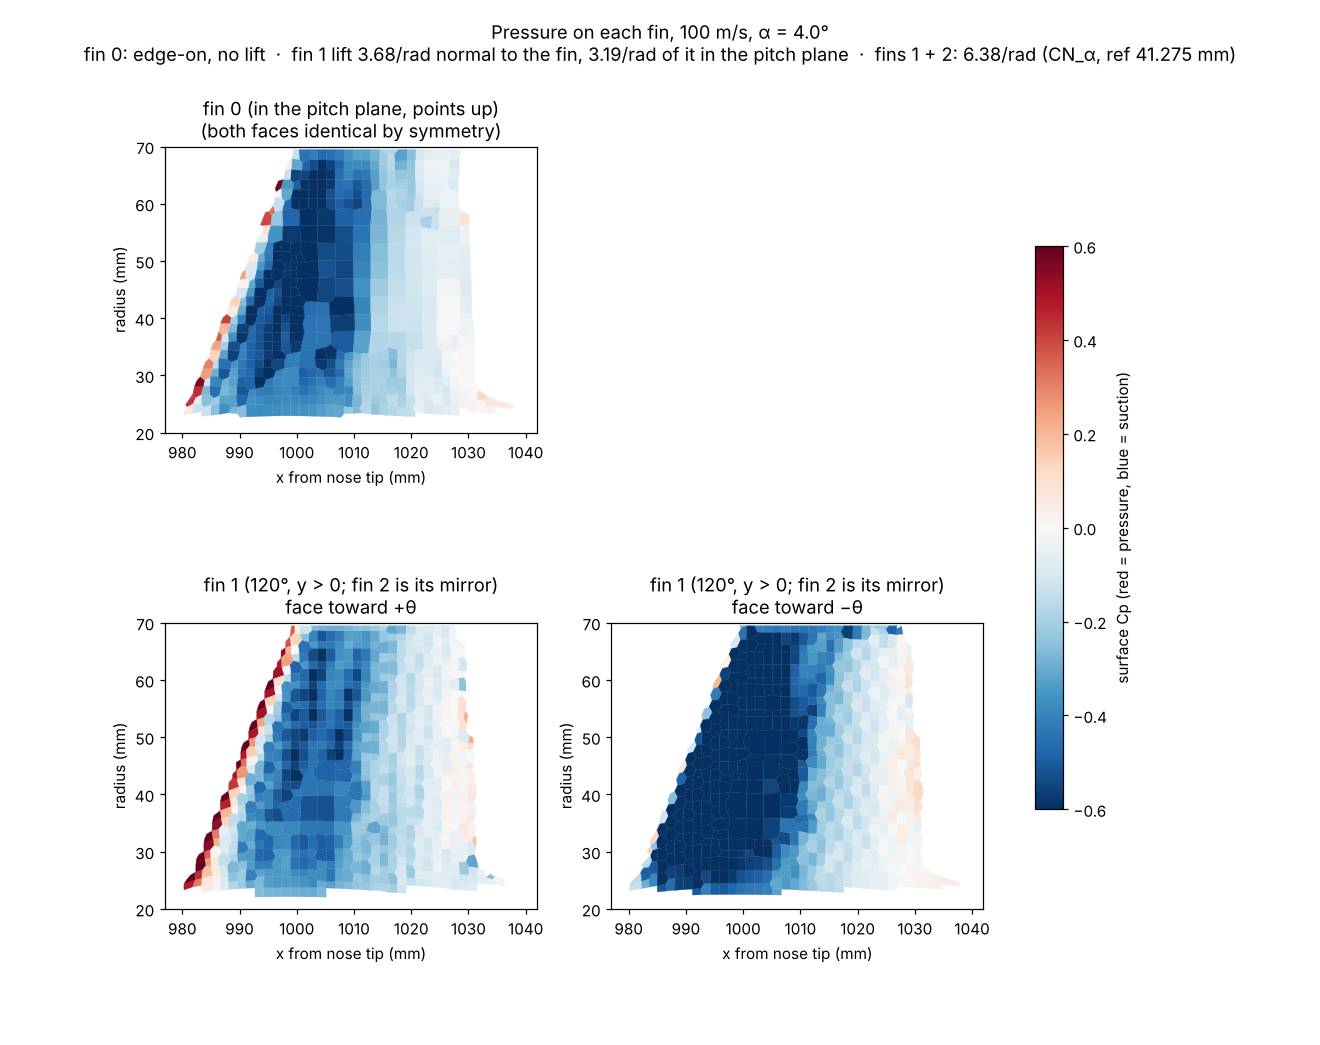 Pressure on each fin, 100 m/s, α = 4.0°
fin 0: edge-on, no lift · fin 1 lift 3.68/rad normal to the fin, 3.19/rad of it in the pitch plane · fins 1 + 2: 6.38/rad (CN_α, ref 41.275 mm)
fin 0 (in the pitch plane, points up)
(both faces identical by symmetry)
70
60
50
40
30
20
radius (mm)
980 990 1000 1010 1020 1030 1040
x from nose tip (mm)
0.6
0.4
0.2
0.0
−0.2
−0.4
−0.6
surface Cp (red = pressure, blue = suction)
fin 1 (120°, y > 0; fin 2 is its mirror)
face toward +θ
70
60
50
40
30
20
radius (mm)
980 990 1000 1010 1020 1030 1040
x from nose tip (mm)
fin 1 (120°, y > 0; fin 2 is its mirror)
face toward −θ
70
60
50
40
30
20
radius (mm)
980 990 1000 1010 1020 1030 1040
x from nose tip (mm)